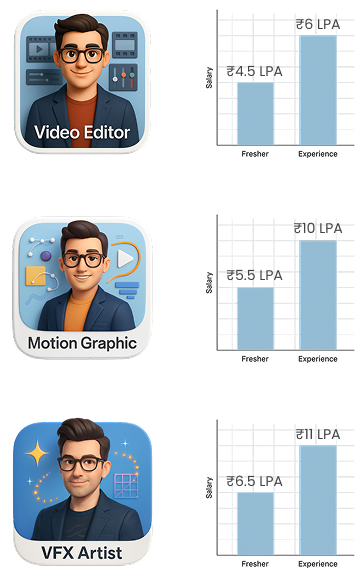 Video Editor
Salary
₹4.5 LPA
₹6 LPA
Fresher
Experience
Motion Graphic
Salary
₹5.5 LPA
₹10 LPA
Fresher
Experience
VFX Artist
Salary
₹6.5 LPA
₹11 LPA
Fresher
Experience